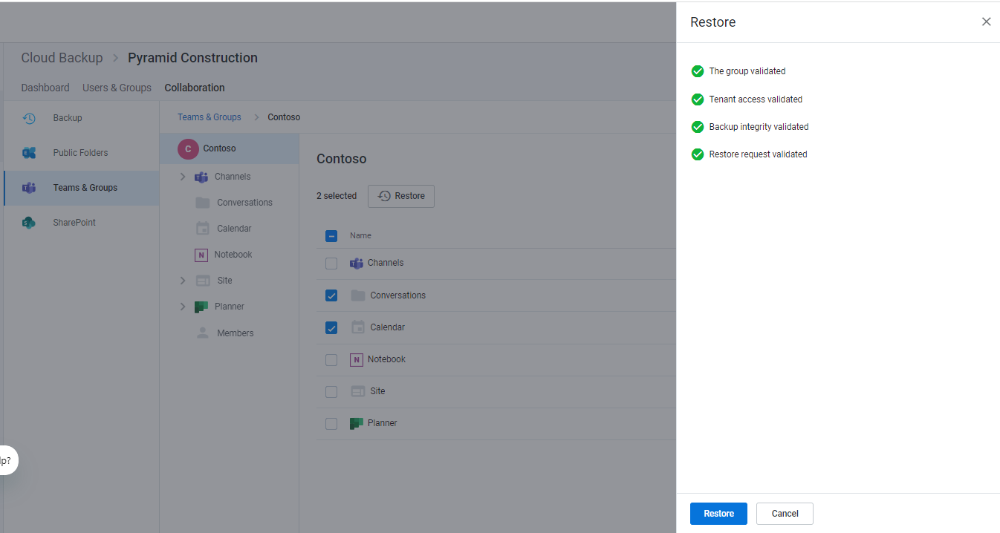 Restore
Cloud Backup > Pyramid Construction
Dashboard Users & Groups Collaboration
Backup
Public Folders
Teams & Groups
SharePoint
Teams & Groups > Contoso
C Contoso
Channels
Conversations
Calendar
N Notebook
Site
Planner
Members
Contoso
2 selected Restore
Name
Channels
Conversations
Calendar
N Notebook
Site
Planner
The group validated
Tenant access validated
Backup integrity validated
Restore request validated
Restore Cancel
lp?